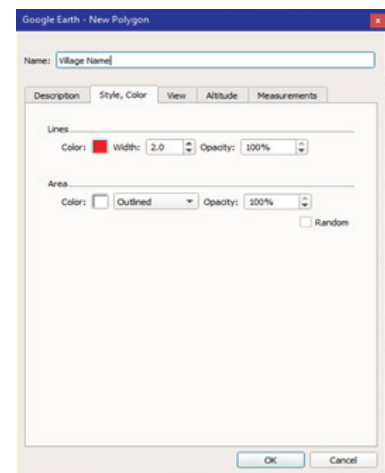 Google Earth - New Polygon
Name: Village Name
Description Style, Color View Altitude Measurements
Lines
Color: Width: 2.0 Opacity: 100%
Area
Color: Outlined Opacity: 100%
Random
OK Cancel